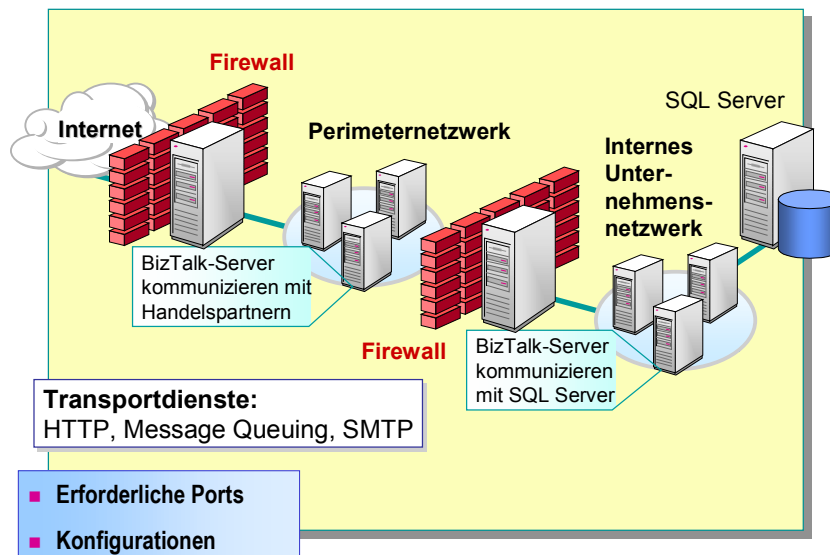 Firewall
Internet
Perimeternetzwerk
SQL Server
Internes
Unter-
nehmens-
netzwerk
BizTalk-Server
kommunizieren mit
Handelspartnern
Firewall
BizTalk-Server
kommunizieren
mit SQL Server
Transportdienste:
HTTP, Message Queuing, SMTP
Erforderliche Ports
Konfigurationen